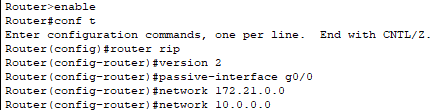 Router>enable
Router#conf t
Enter configuration commands, one per line.  End with CNTL/Z.
Router(config)#router rip
Router(config-router)#version 2
Router(config-router)#passive-interface g0/0
Router(config-router)#network 172.21.0.0
Router(config-router)#network 10.0.0.0